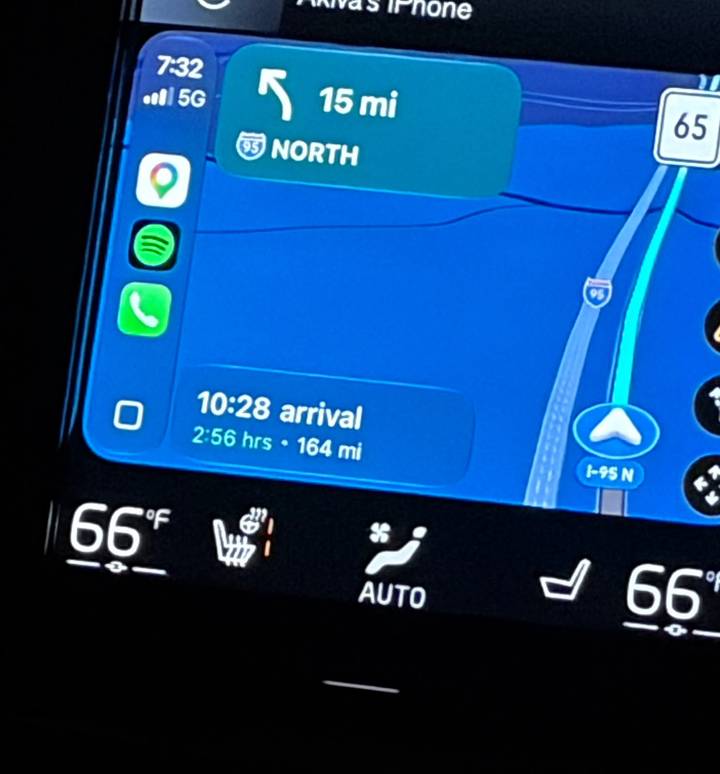 Akiva's iPhone
7:32
5G
15 mi
95 NORTH
65
95
10:28 arrival
2:56 hrs • 164 mi
I-95 N
66°F
AUTO
66°F